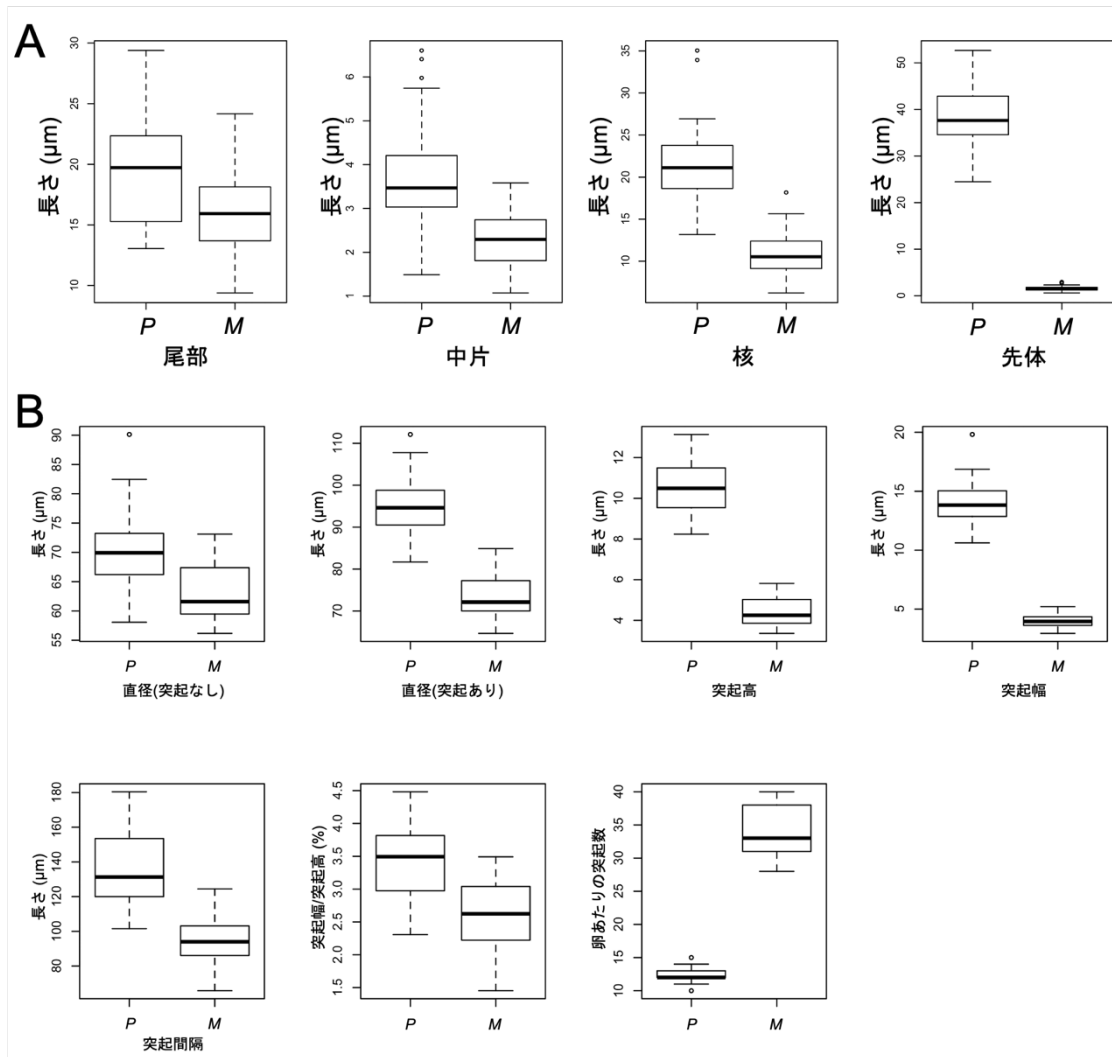 A
長さ (µm)
30
25
20
15
10
P
M
尾部
長さ (µm)
6
5
4
3
2
1
P
M
中片
長さ (µm)
35
30
25
20
15
10
P
M
核
長さ (µm)
50
40
30
20
10
0
P
M
先体
B
長さ (µm)
90
85
80
75
70
65
60
55
P
M
直径(突起なし)
長さ (µm)
110
100
90
80
70
P
M
直径(突起あり)
長さ (µm)
12
10
8
6
4
P
M
突起高
長さ (µm)
20
15
10
5
P
M
突起幅
長さ (µm)
180
160
140
120
100
80
P
M
突起間隔
突起幅/突起高 (%)
4.5
4.0
3.5
3.0
2.5
2.0
1.5
P
M
卵あたりの突起数
40
35
30
25
20
15
10
P
M